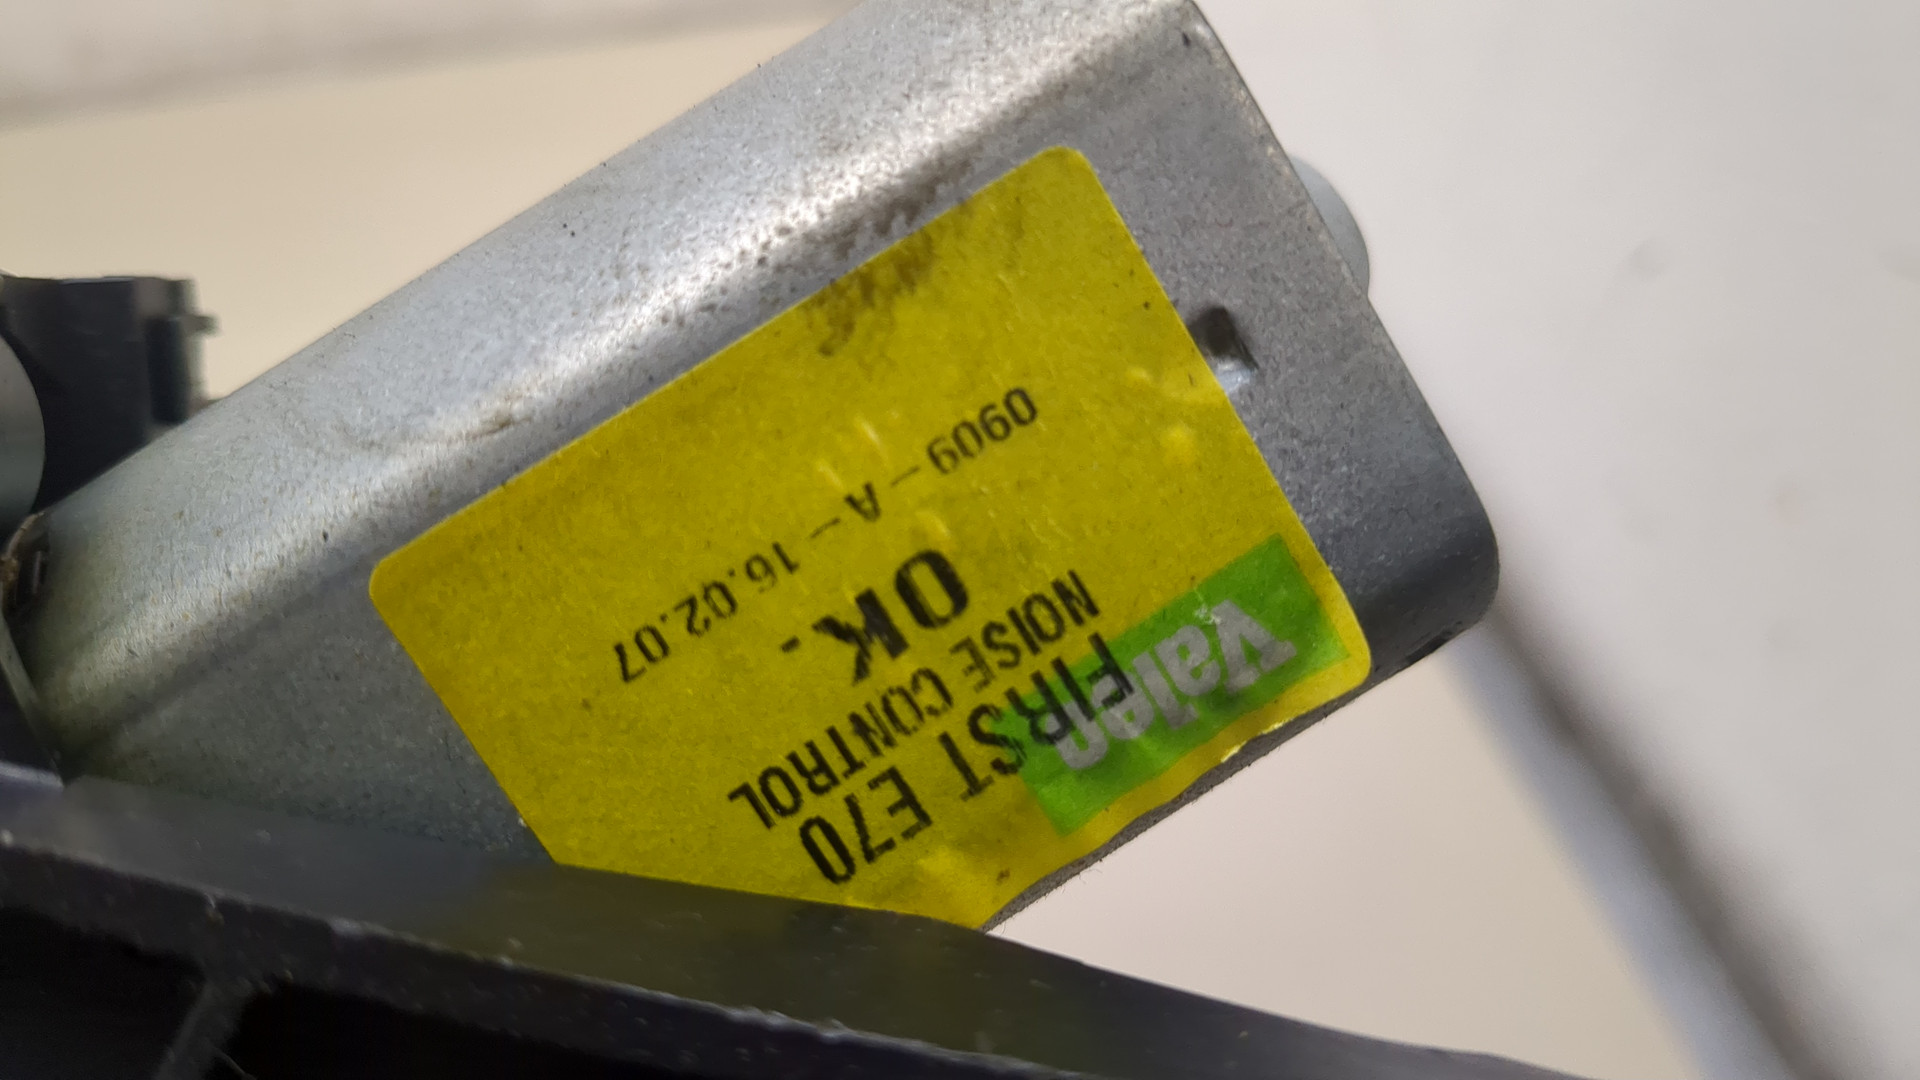 Valeo
FIRST E70
NOISE CONTROL
OK.
0909 – A – 16.02.07